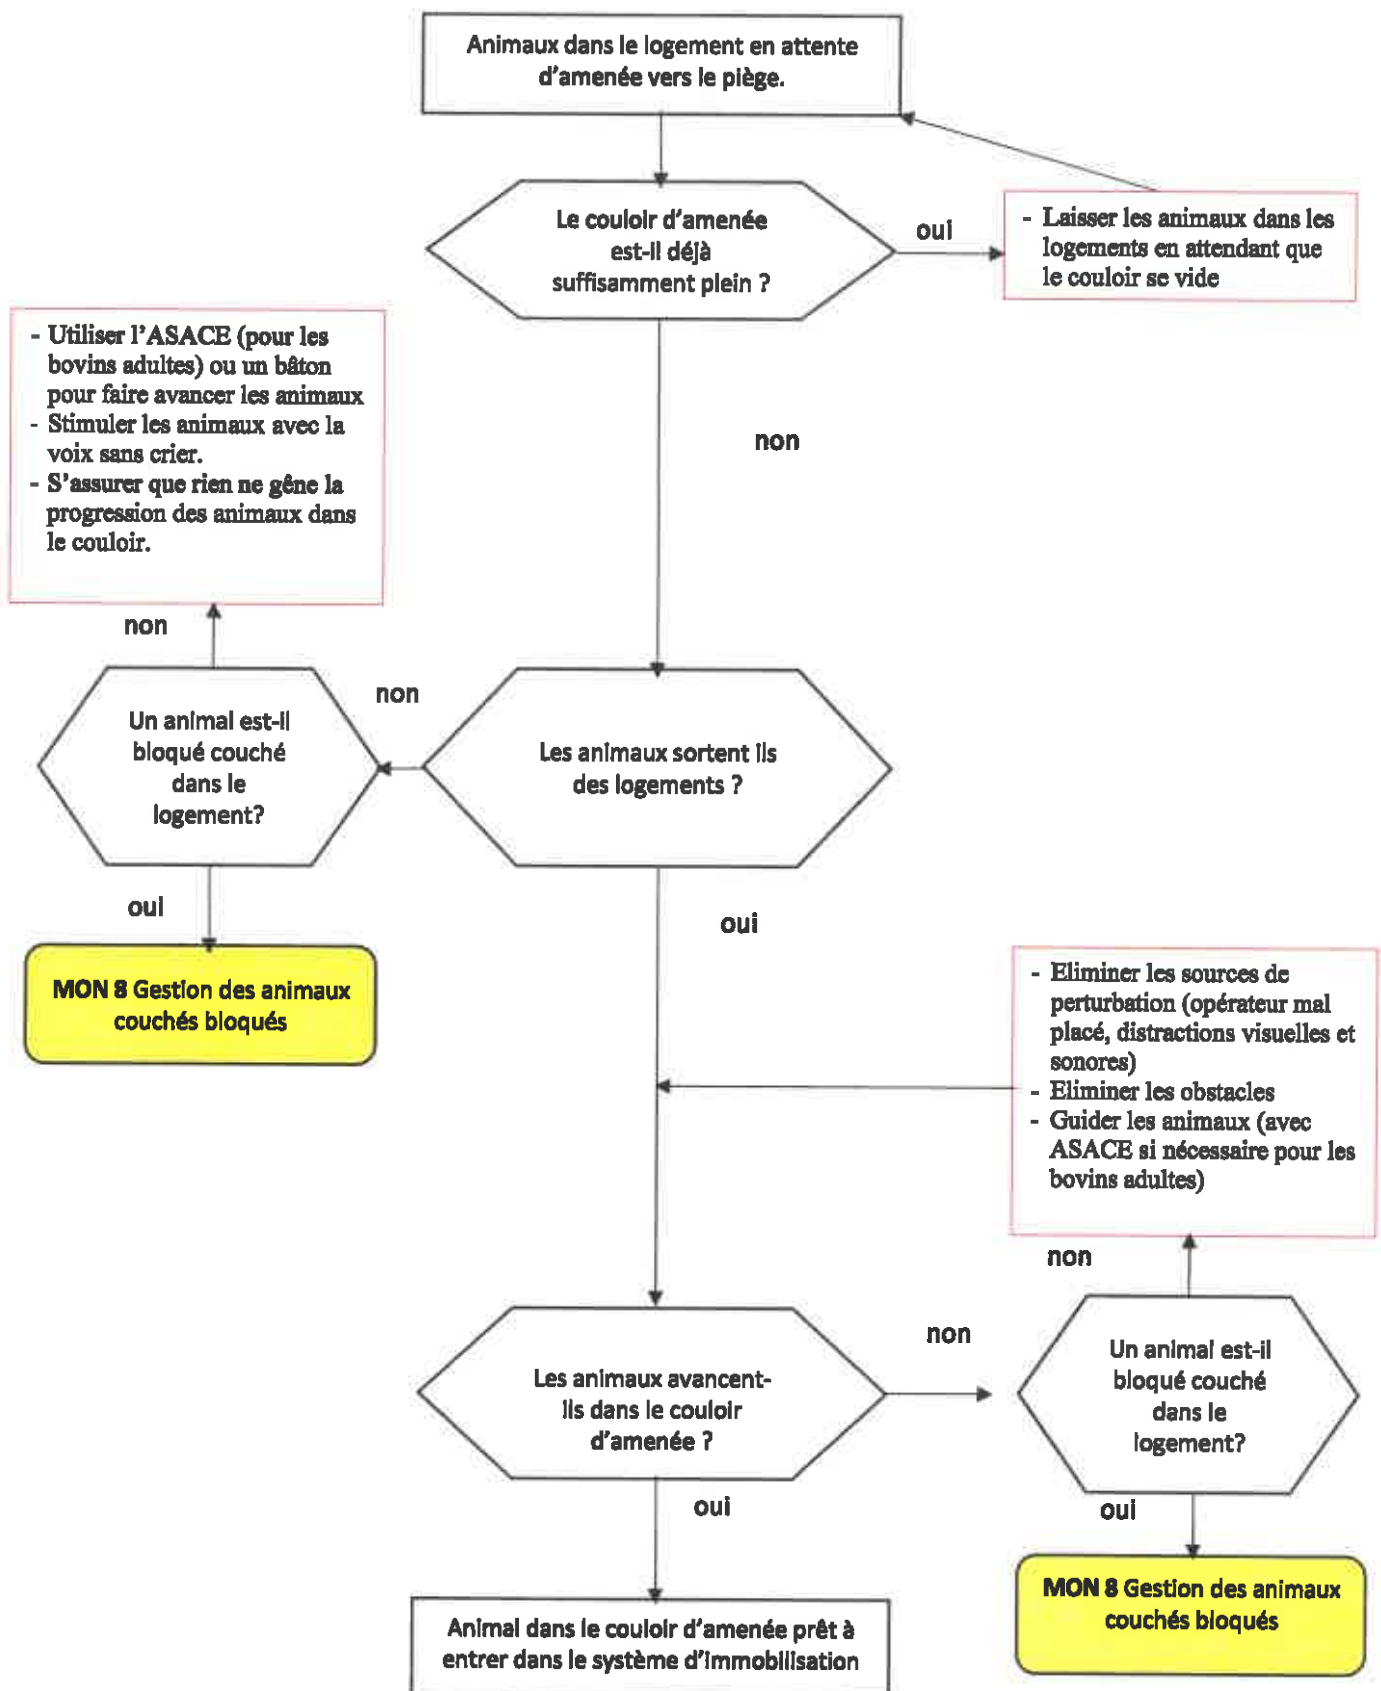 Animaux dans le logement en attente
d'amenée vers le piège.
Le couloir d'amenée
est-il déjà
suffisamment plein ?
oui
- Laisser les animaux dans les
logements en attendant que
le couloir se vide
non
- Utiliser l'ASACE (pour les
bovins adultes) ou un bâton
pour faire avancer les animaux
- Stimuler les animaux avec la
voix sans crier.
- S'assurer que rien ne gêne la
progression des animaux dans
le couloir.
non
Un animal est-il
bloqué couché
dans le
logement?
non
Les animaux sortent ils
des logements ?
oui
MON 8 Gestion des animaux
couchés bloqués
oui
- Eliminer les sources de
perturbation (opérateur mal
placé, distractions visuelles et
sonores)
- Eliminer les obstacles
- Guider les animaux (avec
ASACE si nécessaire pour les
bovins adultes)
non
Les animaux avancent-
ils dans le couloir
d'amenée ?
non
Un animal est-il
bloqué couché
dans le
logement?
oui
oui
MON 8 Gestion des animaux
couchés bloqués
Animal dans le couloir d'amenée prêt à
entrer dans le système d'immobilisation